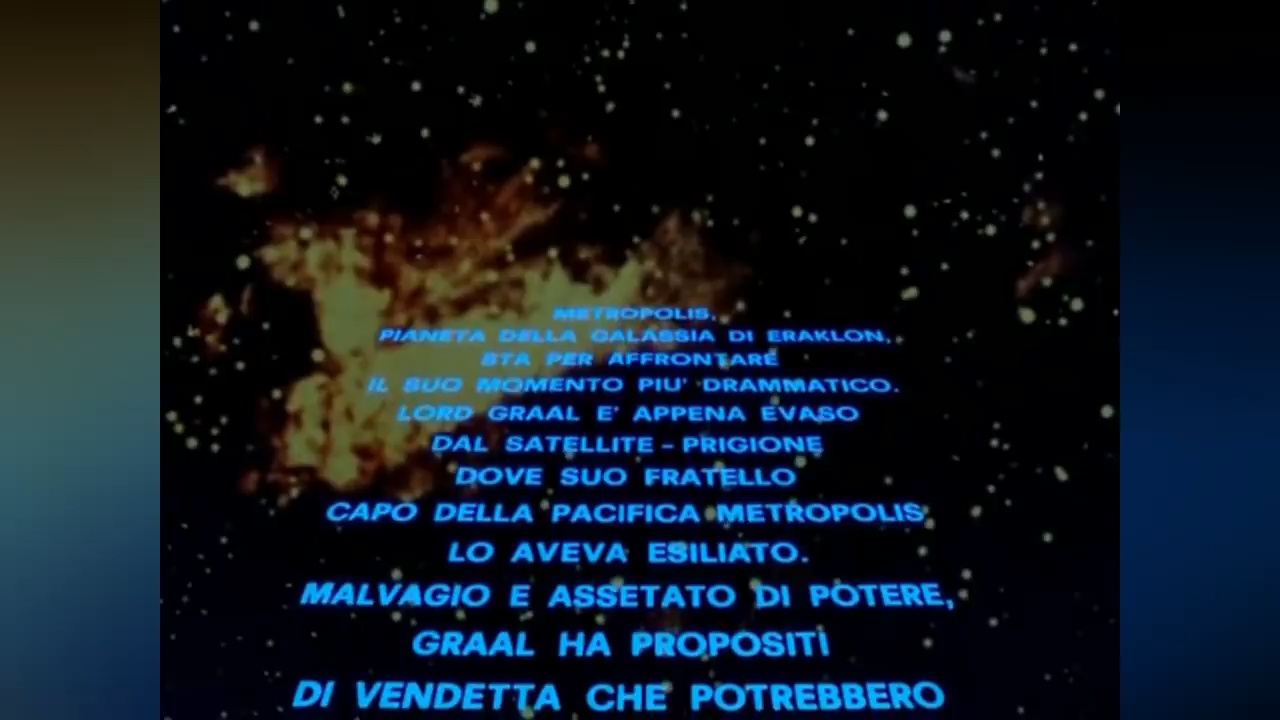 METROPOLIS,
PIANETA DELLA GALASSIA DI ERAKLON,
STA PER AFFRONTARE
IL SUO MOMENTO PIU' DRAMMATICO.
LORD GRAAL E' APPENA EVASO
DAL SATELLITE - PRIGIONE
DOVE SUO FRATELLO
CAPO DELLA PACIFICA METROPOLIS
LO AVEVA ESILIATO.
MALVAGIO E ASSETATO DI POTERE,
GRAAL HA PROPOSITI
DI VENDETTA CHE POTREBBERO